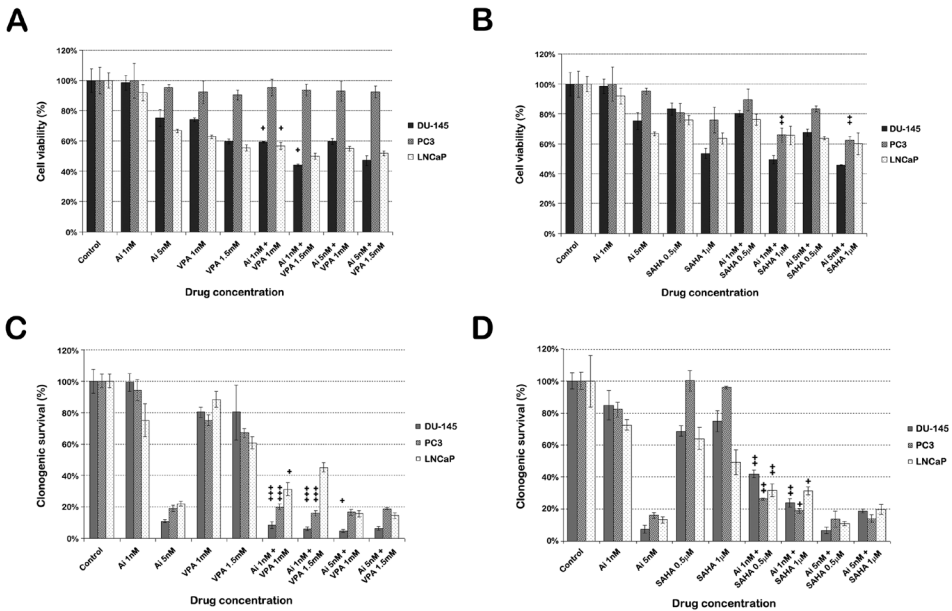 A
120%
100%
80%
60%
40%
20%
0%
Cell viability (%)
+
+
+
Control
Ai 1nM
Ai 5nM
VPA 1mM
VPA 1.5mM
Ai 1nM +
VPA 1mM
Ai 1nM +
VPA 1.5mM
Ai 5nM +
VPA 1mM
Ai 5nM +
VPA 1.5mM
Drug concentration
DU-145
PC3
LNCaP
B
120%
100%
80%
60%
40%
20%
0%
Cell viability (%)
++
++
Control
Ai 1nM
Ai 5nM
SAHA 0.5µM
SAHA 1µM
Ai 1nM +
SAHA 0.5µM
Ai 1nM +
SAHA 1µM
Ai 5nM +
SAHA 0.5µM
Ai 5nM +
SAHA 1µM
Drug concentration
DU-145
PC3
LNCaP
C
120%
100%
80%
60%
40%
20%
0%
Clonogenic survival (%)
+++
+++
+
+++
+++
+
Control
Ai 1nM
Ai 5nM
VPA 1mM
VPA 1.5mM
Ai 1nM +
VPA 1mM
Ai 1nM +
VPA 1.5mM
Ai 5nM +
VPA 1mM
Ai 5nM +
VPA 1.5mM
Drug concentration
DU-145
PC3
LNCaP
D
120%
100%
80%
60%
40%
20%
0%
Clonogenic survival (%)
++
++
++
++
+
+
Control
Ai 1nM
Ai 5nM
SAHA 0.5µM
SAHA 1µM
Ai 1nM +
SAHA 0.5µM
Ai 1nM +
SAHA 1µM
Ai 5nM +
SAHA 0.5µM
Ai 5nM +
SAHA 1µM
Drug concentration
DU-145
PC3
LNCaP